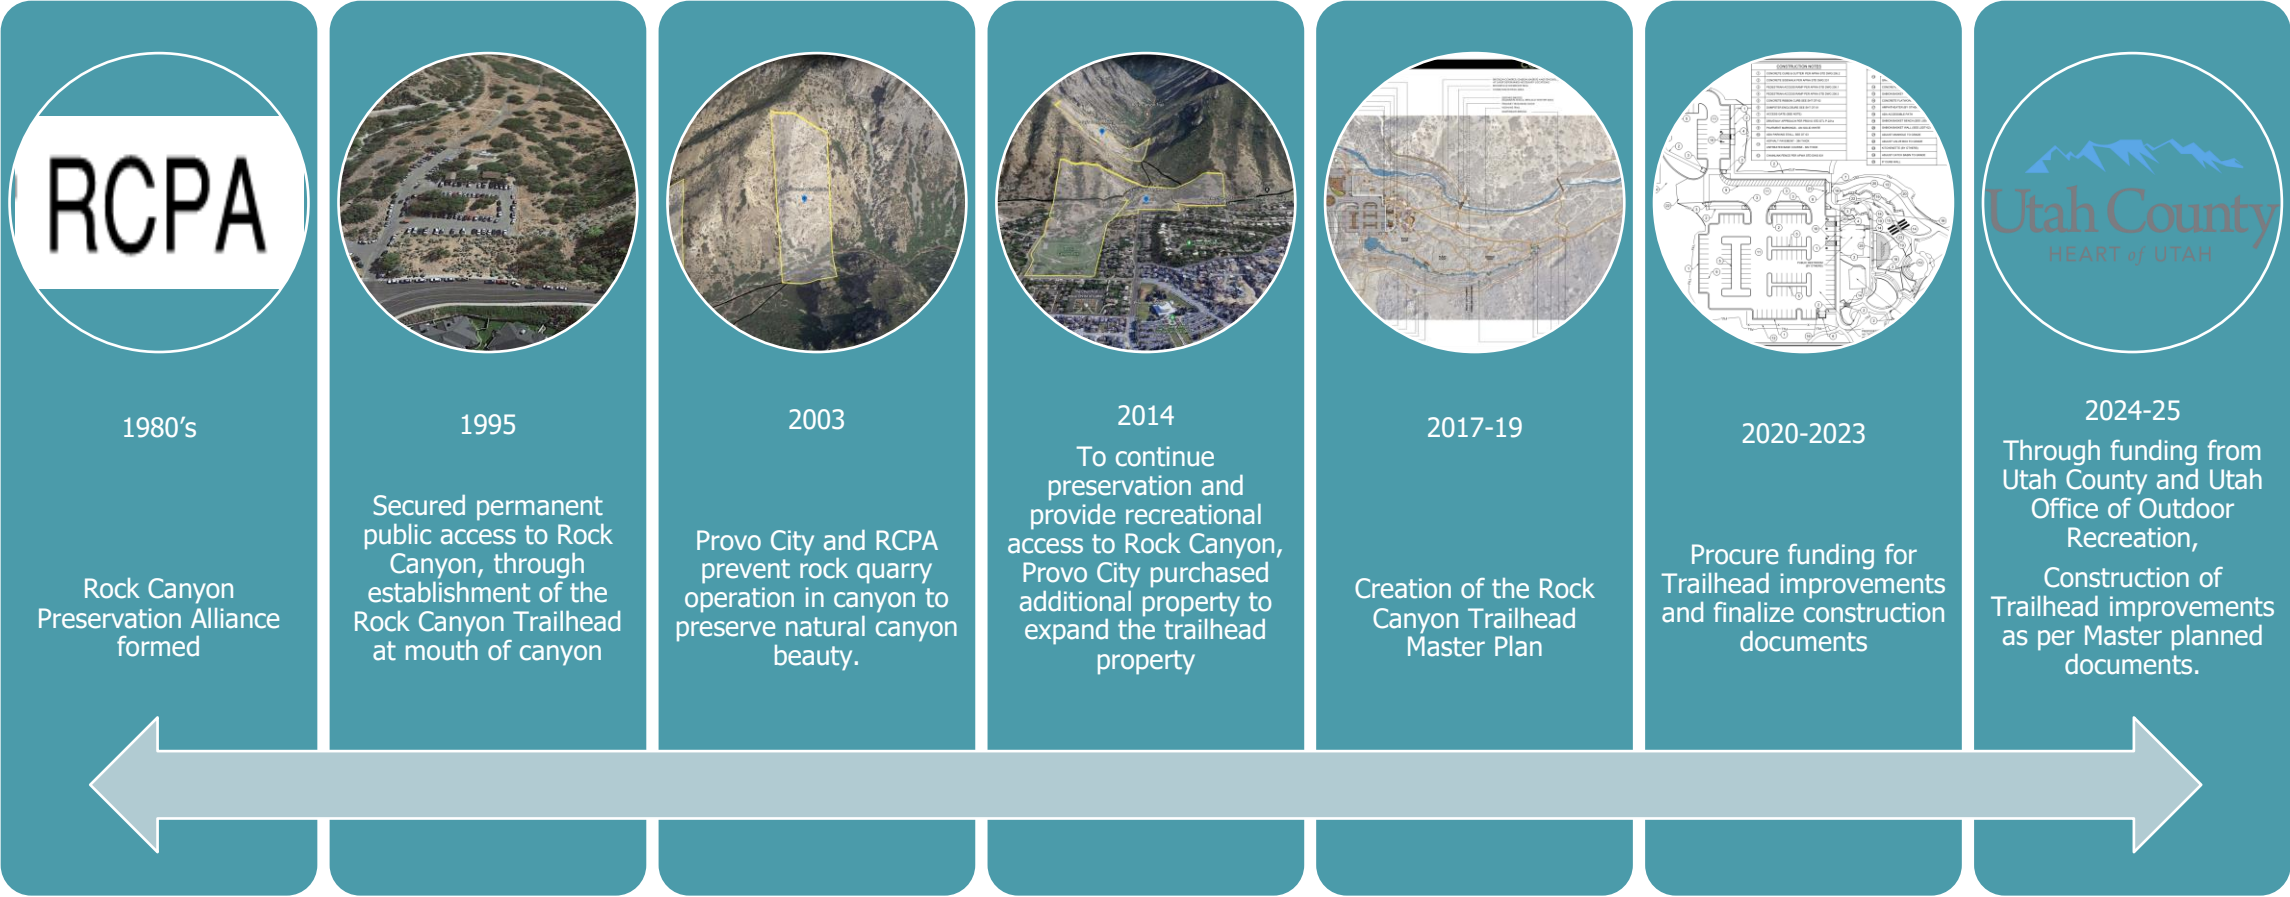 RCPA
1980’s
Rock Canyon
Preservation Alliance
formed
1995
Secured permanent
public access to Rock
Canyon, through
establishment of the
Rock Canyon Trailhead
at mouth of canyon
2003
Provo City and RCPA
prevent rock quarry
operation in canyon to
preserve natural canyon
beauty.
2014
To continue
preservation and
provide recreational
access to Rock Canyon,
Provo City purchased
additional property to
expand the trailhead
property
2017-19
Creation of the Rock
Canyon Trailhead
Master Plan
CONSTRUCTION NOTES
2020-2023
Procure funding for
Trailhead improvements
and finalize construction
documents
Utah County
HEART of UTAH
2024-25
Through funding from
Utah County and Utah
Office of Outdoor
Recreation,
Construction of
Trailhead improvements
as per Master planned
documents.